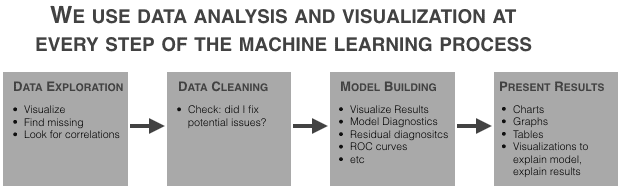 WE USE DATA ANALYSIS AND VISUALIZATION AT
EVERY STEP OF THE MACHINE LEARNING PROCESS
DATA EXPLORATION
• Visualize
• Find missing
• Look for correlations
DATA CLEANING
• Check: did I fix
potential issues?
MODEL BUILDING
• Visualize Results
• Model Diagnostics
• Residual diagnositcs
• ROC curves
• etc
PRESENT RESULTS
• Charts
• Graphs
• Tables
• Visualizations to
explain model,
explain results